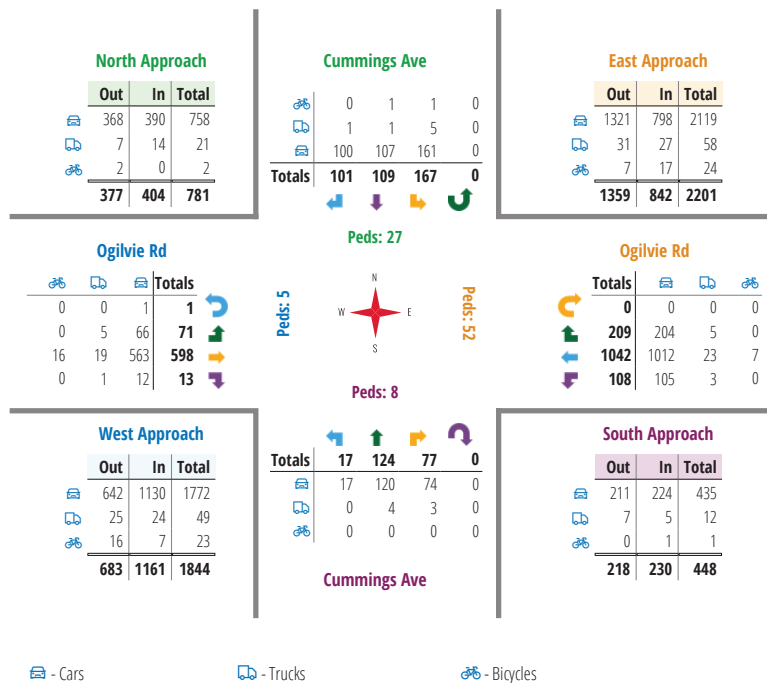 North Approach
Out In Total
368 390 758
7 14 21
2 0 2
377 404 781
Cummings Ave
0 1 1 0
1 1 5 0
100 107 161 0
Totals 101 109 167 0
East Approach
Out In Total
1321 798 2119
31 27 58
7 17 24
1359 842 2201
Peds: 27
Ogilvie Rd
Totals
0 0 1 1
0 5 66 71
16 19 563 598
0 1 12 13
Peds: 5
N
W E
S
Peds: 52
Ogilvie Rd
Totals
0 0 0 0
209 204 5 0
1042 1012 23 7
108 105 3 0
Peds: 8
West Approach
Out In Total
642 1130 1772
25 24 49
16 7 23
683 1161 1844
Totals 17 124 77 0
17 120 74 0
0 4 3 0
0 0 0 0
Cummings Ave
South Approach
Out In Total
211 224 435
7 5 12
0 1 1
218 230 448
- Cars - Trucks - Bicycles